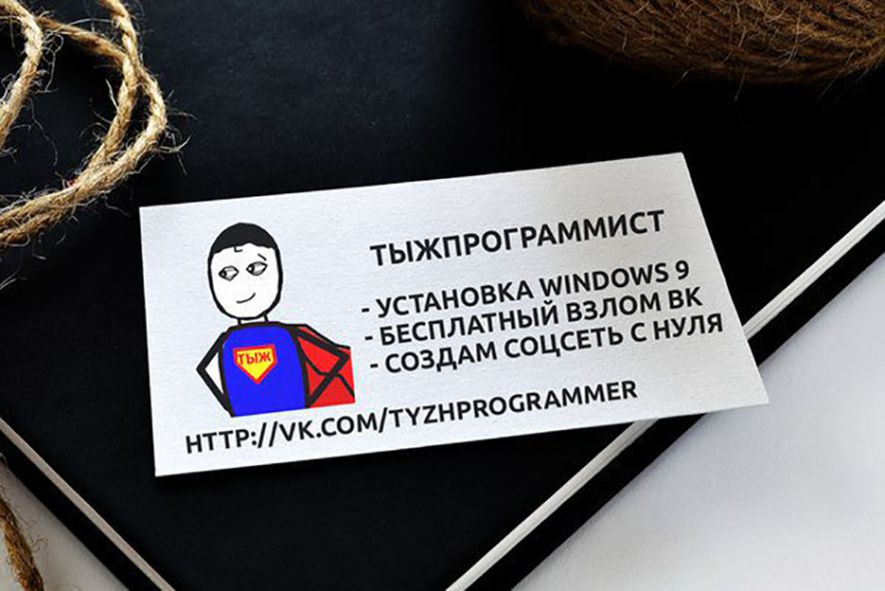 ТЫЖПРОГРАММИСТ
- УСТАНОВКА WINDOWS 9
- БЕСПЛАТНЫЙ ВЗЛОМ ВК
- СОЗДАМ СОЦСЕТЬ С НУЛЯ
ТЫЖ
HTTP://VK.COM/TYZHPROGRAMMER